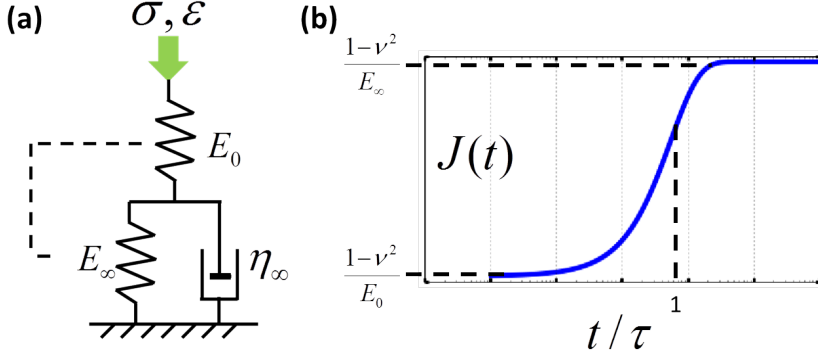 (a)
σ, ε
E₀
E∞
η∞
(b)
1−ν²
E∞
J(t)
1−ν²
E₀
1
t / τ